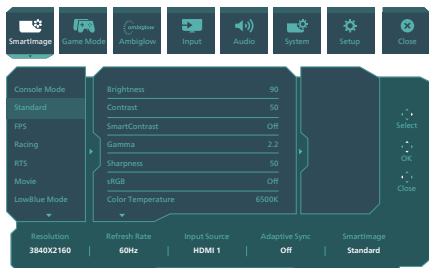 ambiglow
SmartImage Game Mode Ambiglow Input Audio System Setup Close
Console Mode Brightness 90
Standard Contrast 50 Select
FPS SmartContrast Off
Racing Gamma 2.2 OK
RTS Sharpness 50
Movie sRGB Off Close
LowBlue Mode Color Temperature 6500K
Resolution Refresh Rate Input Source Adaptive Sync SmartImage
3840X2160 60Hz HDMI 1 Off Standard